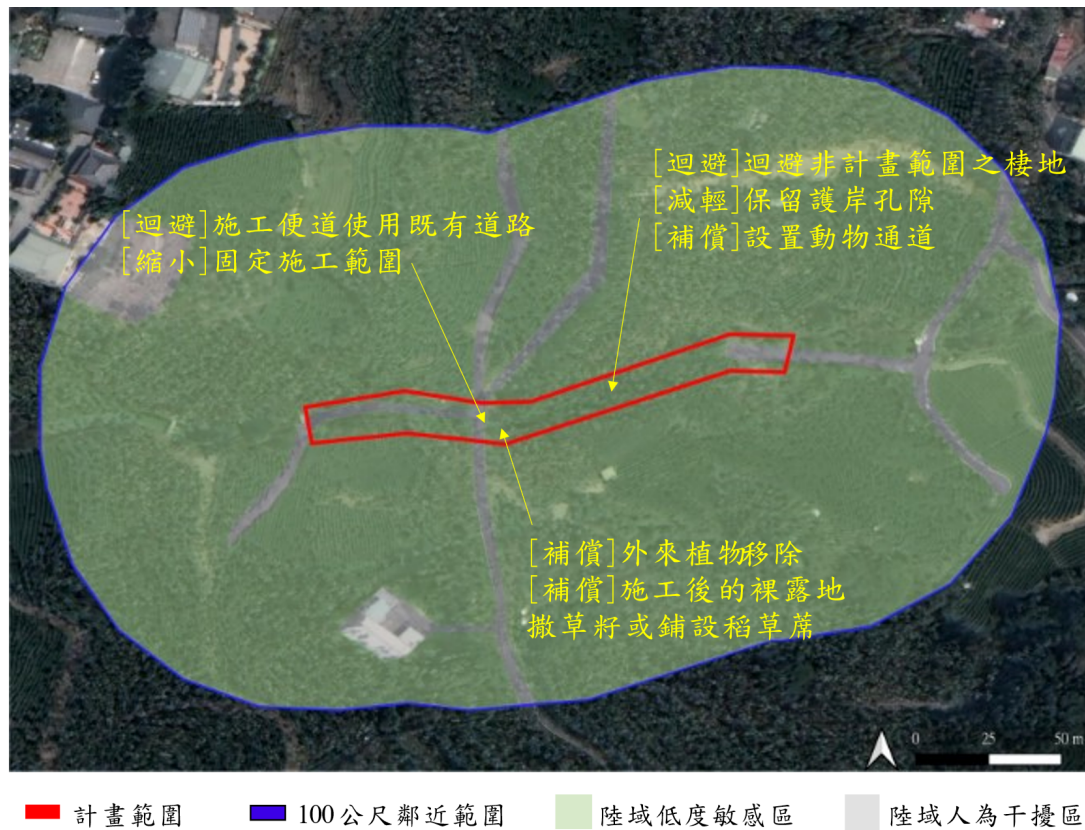 [迴避]迴避非計畫範圍之棲地
[減輕]保留護岸孔隙
[補償]設置動物通道
[迴避]施工便道使用既有道路
[縮小]固定施工範圍
[補償]外來植物移除
[補償]施工後的裸露地
撒草籽或鋪設稻草蓆
0 25 50 m
計畫範圍
100公尺鄰近範圍
陸域低度敏感區
陸域人為干擾區